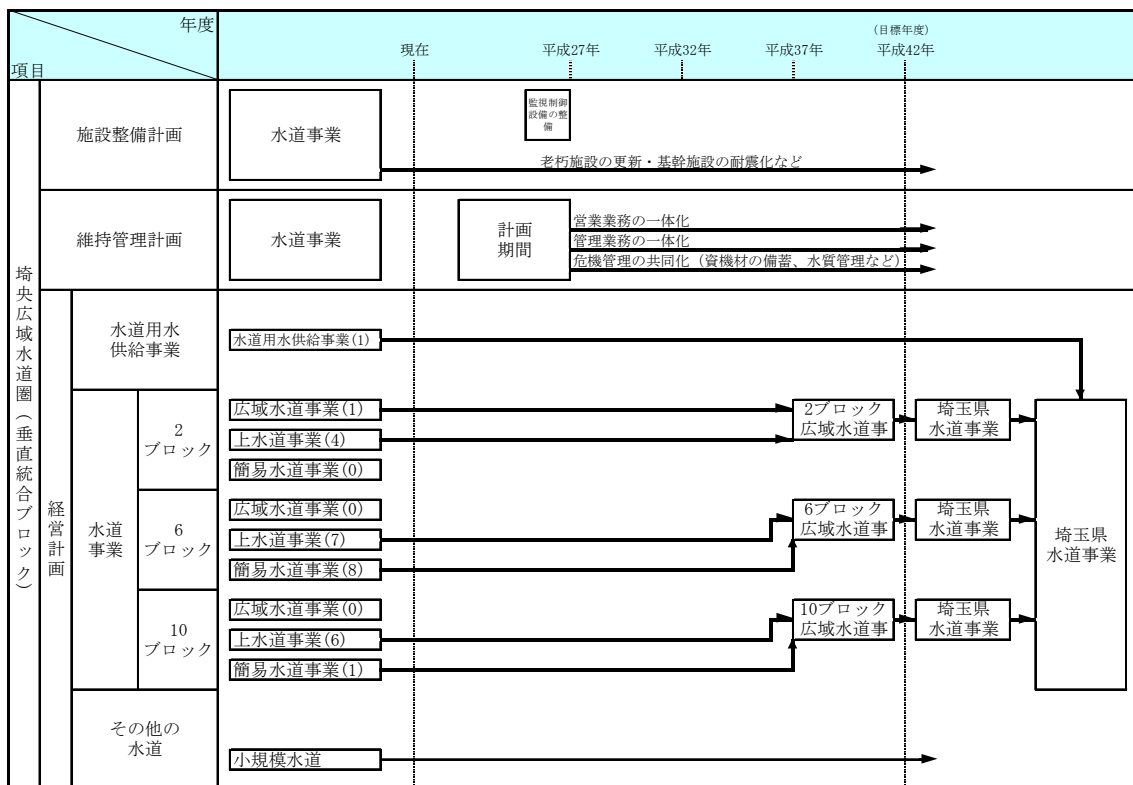 年度
項目
現在
平成27年
平成32年
平成37年
(目標年度)
平成42年
埼央広域水道圏(垂直統合ブロック)
施設整備計画
水道事業
監視制御
設備の整
備
老朽施設の更新・基幹施設の耐震化など
維持管理計画
水道事業
計画
期間
営業業務の一体化
管理業務の一体化
危機管理の共同化(資機材の備蓄、水質管理など)
経営計画
水道用水
供給事業
水道用水供給事業(1)
水道
事業
2
ブロック
広域水道事業(1)
上水道事業(4)
簡易水道事業(0)
2ブロック
広域水道事
埼玉県
水道事業
6
ブロック
広域水道事業(0)
上水道事業(7)
簡易水道事業(8)
6ブロック
広域水道事
埼玉県
水道事業
10
ブロック
広域水道事業(0)
上水道事業(6)
簡易水道事業(1)
10ブロック
広域水道事
埼玉県
水道事業
埼玉県
水道事業
その他の
水道
小規模水道